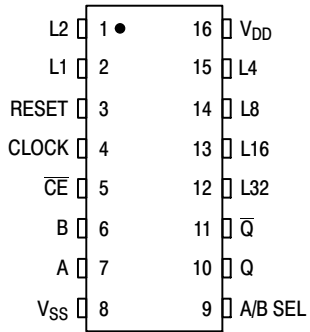 L2 1 16 VDD
L1 2 15 L4
RESET 3 14 L8
CLOCK 4 13 L16
C̅E̅ 5 12 L32
B 6 11 Q̅
A 7 10 Q
VSS 8 9 A/B SEL